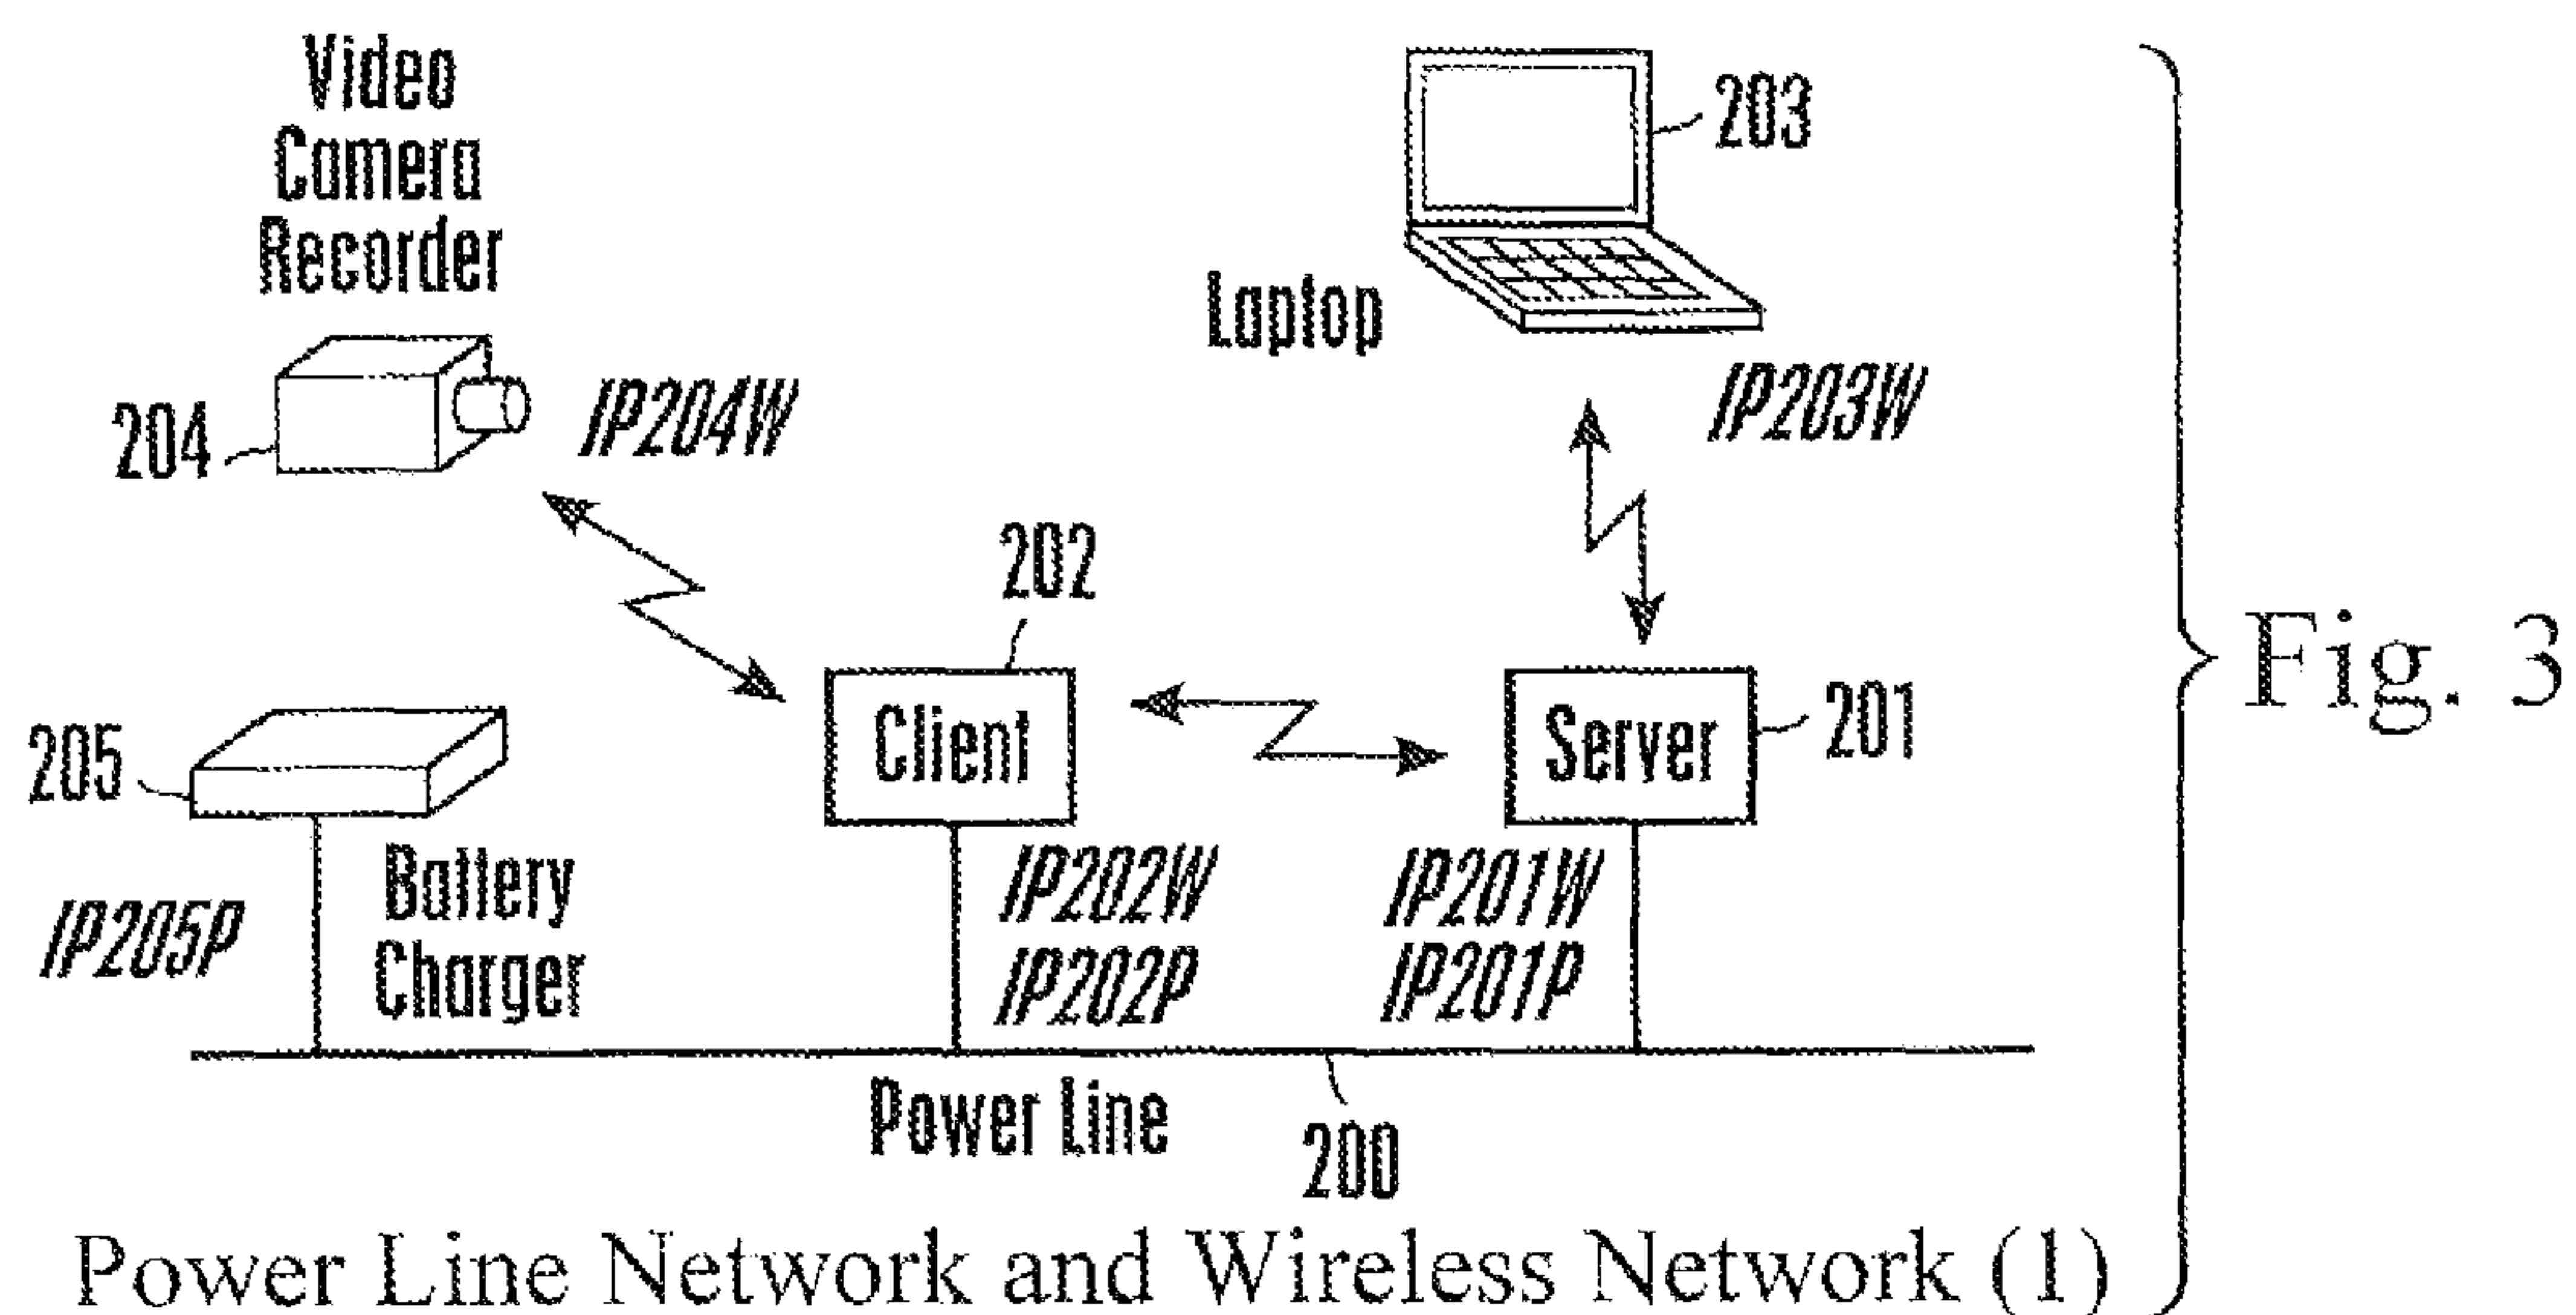 Video
Camera
Recorder
204
IP204W
Laptop
203
IP203W
202
Client
Server
201
205
Battery
Charger
IP205P
IP202W
IP202P
IP201W
IP201P
Power Line
200
Power Line Network and Wireless Network (1)
Fig. 3